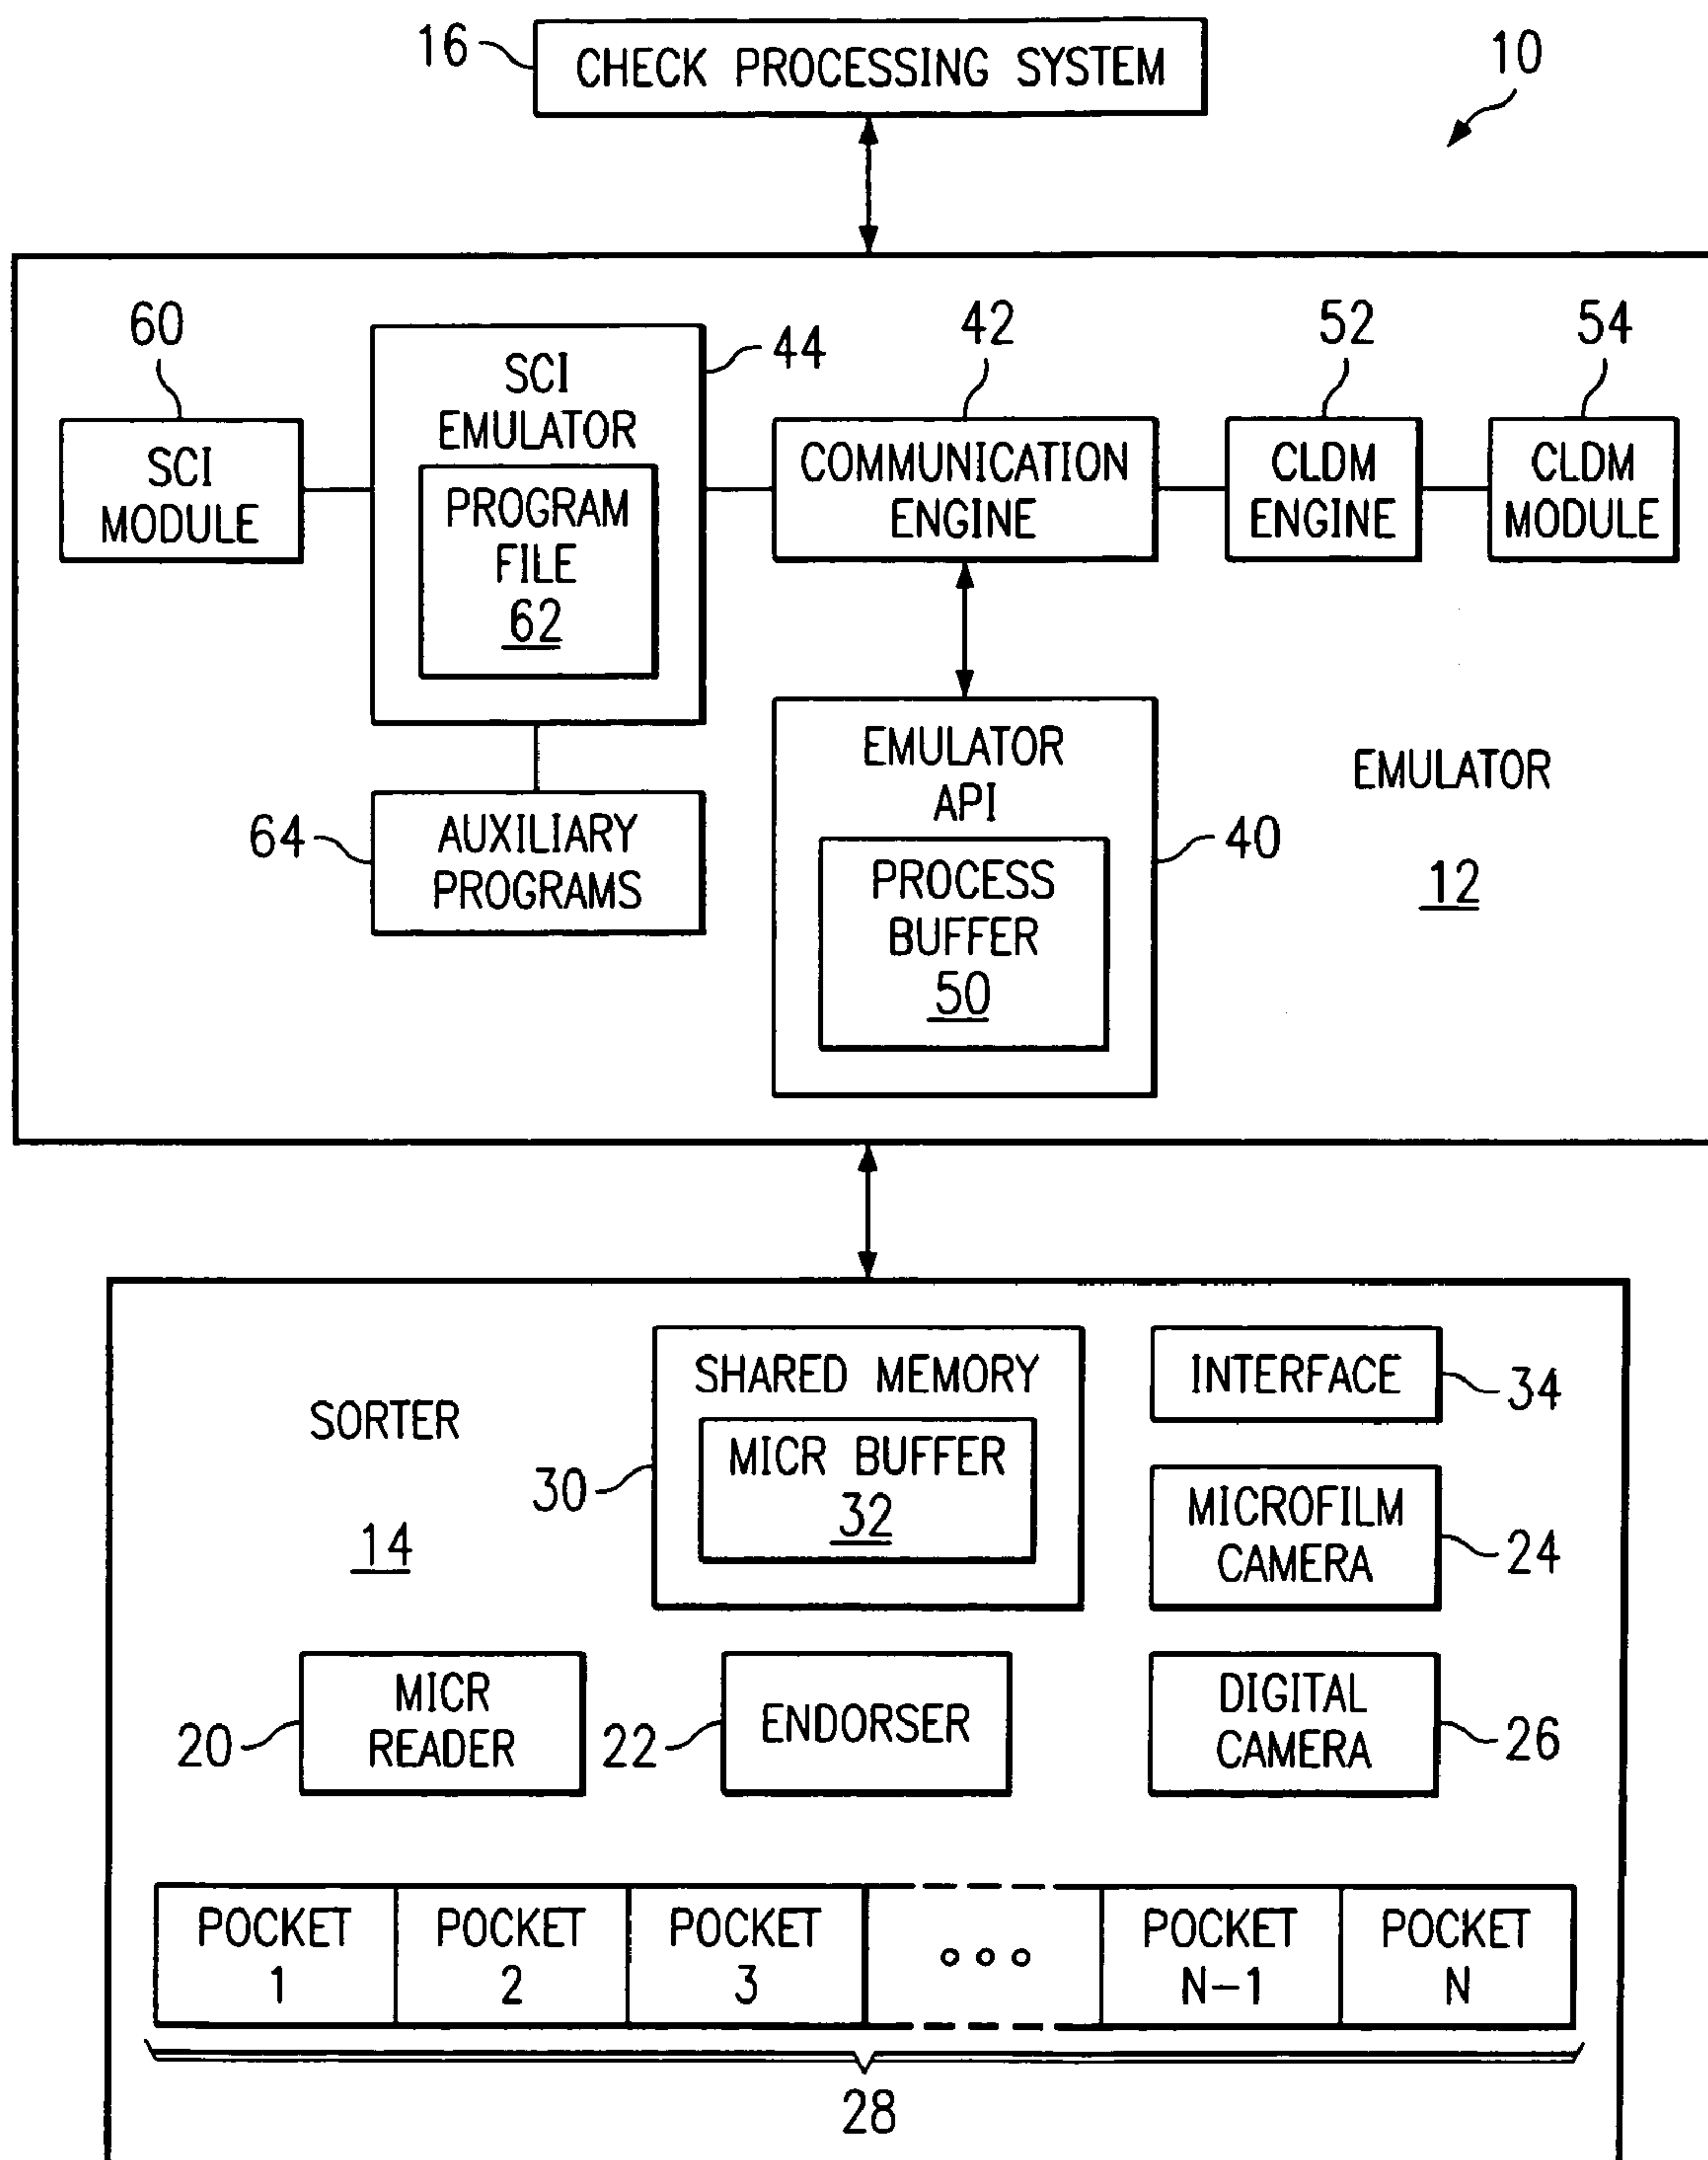 16
CHECK PROCESSING SYSTEM
10
60
SCI
MODULE
SCI
EMULATOR
44
PROGRAM
FILE
62
42
COMMUNICATION
ENGINE
52
CLDM
ENGINE
54
CLDM
MODULE
64
AUXILIARY
PROGRAMS
EMULATOR
API
40
PROCESS
BUFFER
50
EMULATOR
12
SORTER
14
SHARED MEMORY
30
MICR BUFFER
32
INTERFACE
34
MICROFILM
CAMERA
24
20
MICR
READER
22
ENDORSER
DIGITAL
CAMERA
26
POCKET
1
POCKET
2
POCKET
3
POCKET
N-1
POCKET
N
28